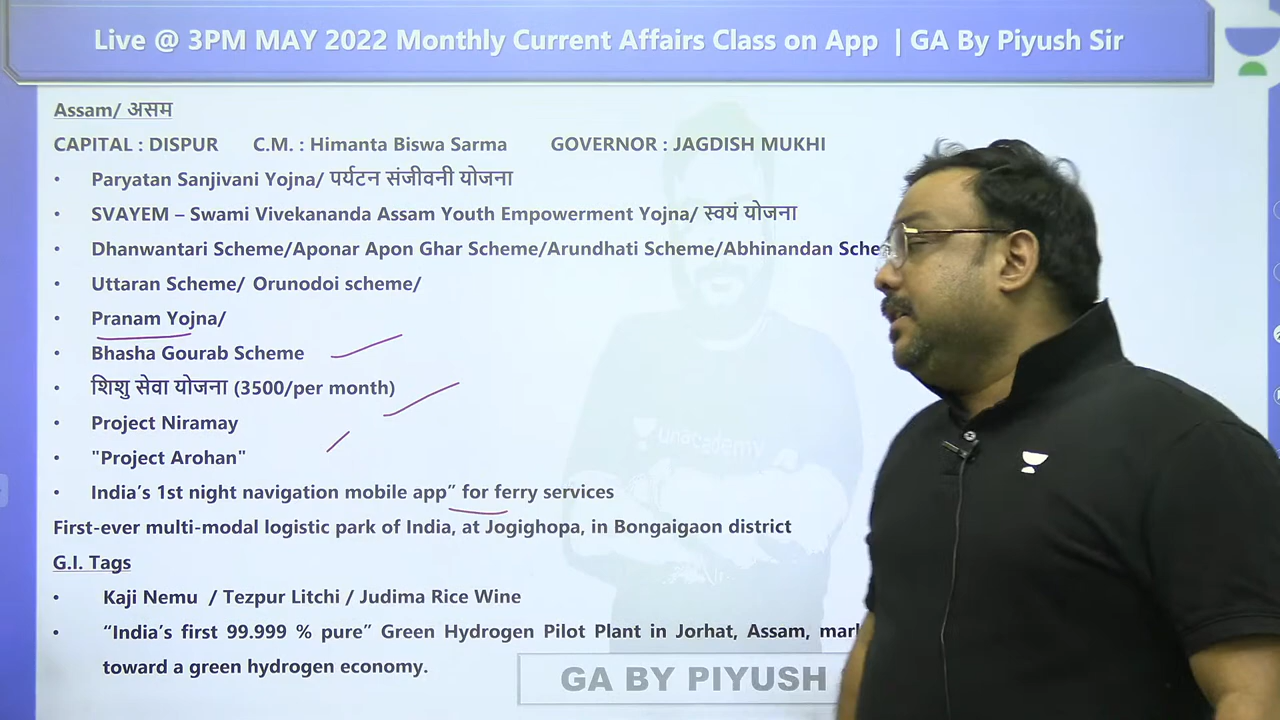 Live @ 3PM MAY 2022 Monthly Current Affairs Class on App | GA By Piyush Sir
Assam/ असम
CAPITAL : DISPUR C.M. : Himanta Biswa Sarma GOVERNOR : JAGDISH MUKHI
• Paryatan Sanjivani Yojna/ पर्यटन संजीवनी योजना
• SVAYEM – Swami Vivekananda Assam Youth Empowerment Yojna/ स्वयं योजना
• Dhanwantari Scheme/Aponar Apon Ghar Scheme/Arundhati Scheme/Abhinandan Sche
• Uttaran Scheme/ Orunodoi scheme/
• Pranam Yojna/
• Bhasha Gourab Scheme
• शिशु सेवा योजना (3500/per month)
• Project Niramay
• "Project Arohan"
• India’s 1st night navigation mobile app” for ferry services
First-ever multi-modal logistic park of India, at Jogighopa, in Bongaigaon district
G.I. Tags
• Kaji Nemu / Tezpur Litchi / Judima Rice Wine
• “India’s first 99.999 % pure” Green Hydrogen Pilot Plant in Jorhat, Assam, mark
toward a green hydrogen economy.
unacademy
GA BY PIYUSH